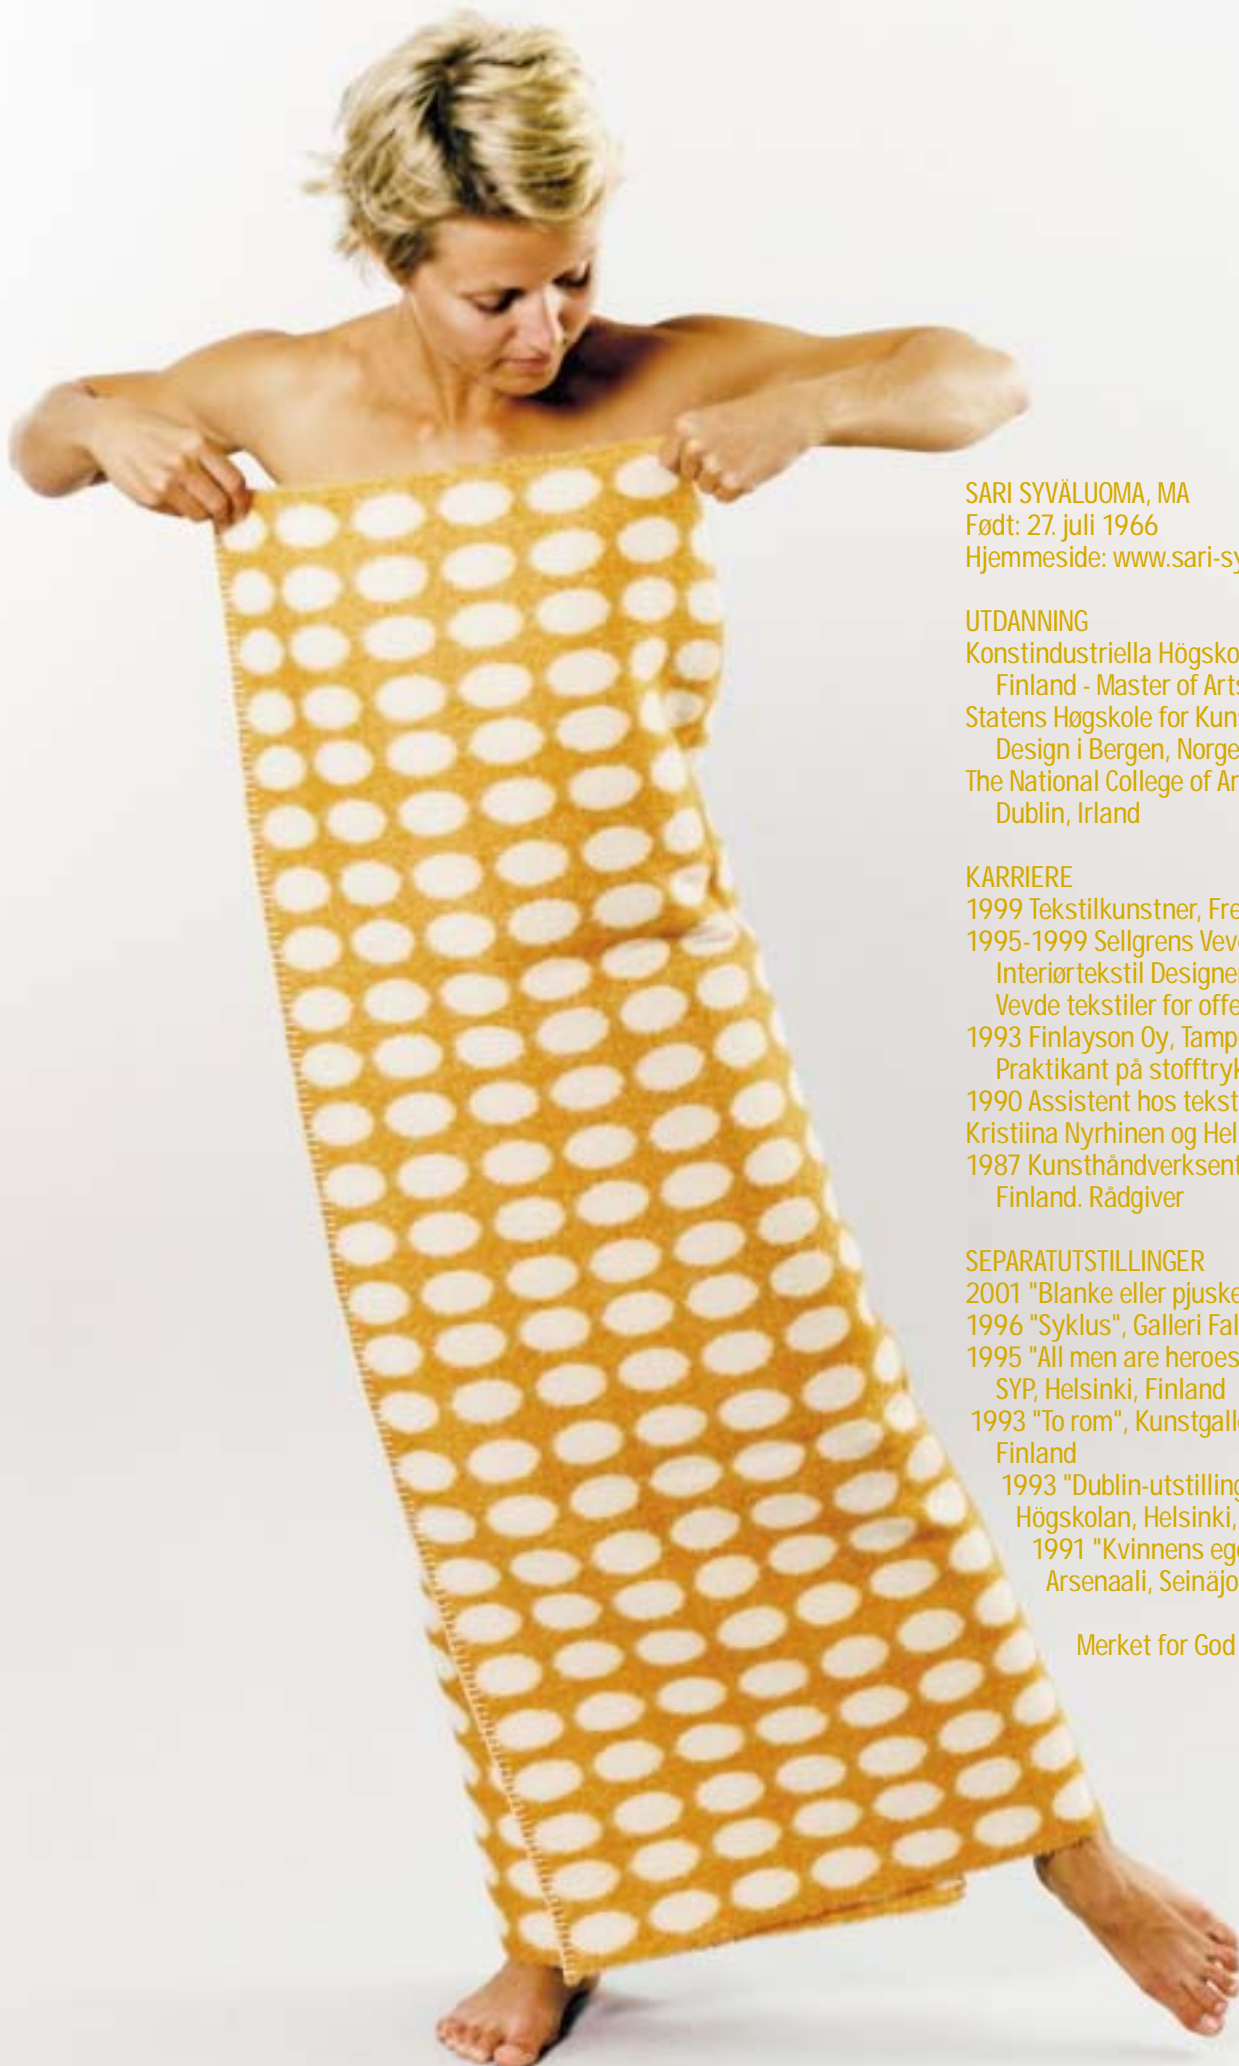 SARI SYVÄLUOMA, MA
Født: 27. juli 1966
Hjemmeside: www.sari-sy
UTDANNING
Konstindustriella Högsko
Finland - Master of Arts
Statens Høgskole for Kuns
Design i Bergen, Norge
The National College of Ar
Dublin, Irland
KARRIERE
1999 Tekstilkunstner, Fre
1995-1999 Sellgrens Veve
Interiørtekstil Designer
Vevde tekstiler for offe
1993 Finlayson Oy, Tampe
Praktikant på stofftryk
1990 Assistent hos tekst
Kristiina Nyrhinen og Hel
1987 Kunsthåndverksent
Finland. Rådgiver
SEPARATUTSTILLINGER
2001 "Blanke eller pjuske
1996 "Syklus", Galleri Fal
1995 "All men are heroes
SYP, Helsinki, Finland
1993 "To rom", Kunstgalle
Finland
1993 "Dublin-utstilling
Högskolan, Helsinki,
1991 "Kvinnens ege
Arsenaali, Seinäjo
Merket for God